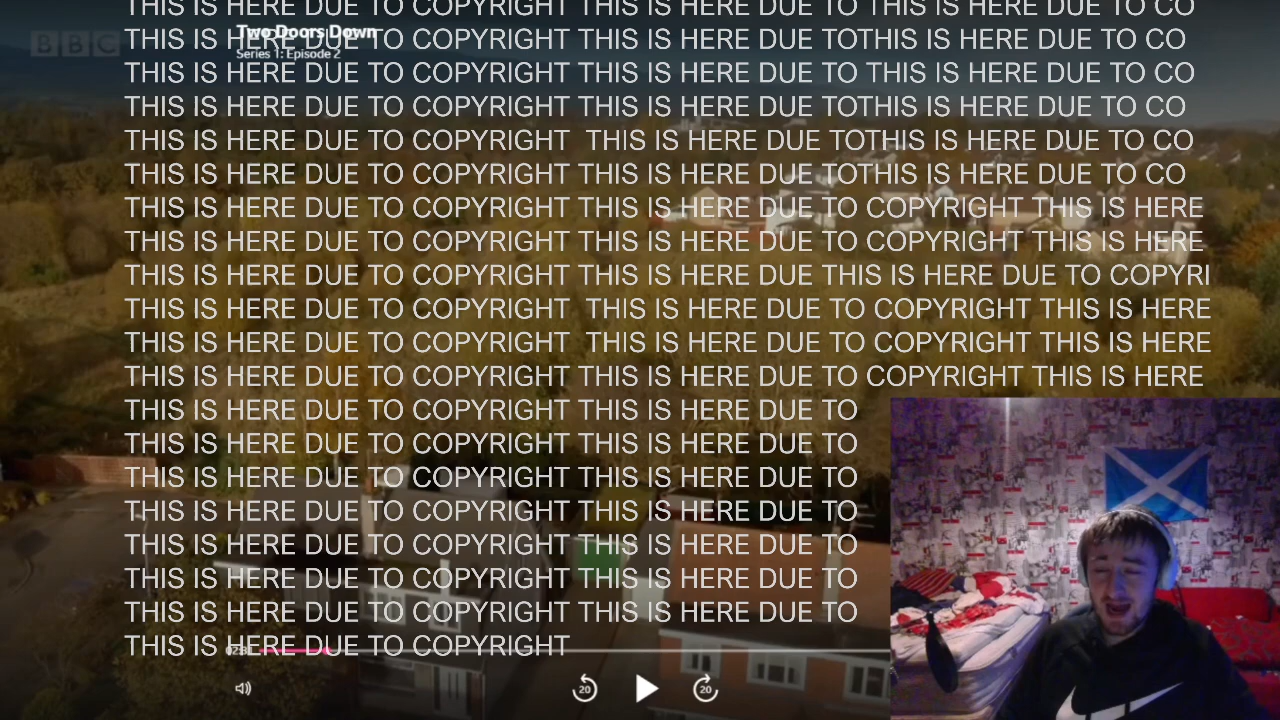 THIS IS HERE DUE TO COPYRIGHT THIS IS HERE DUE TO THIS IS HERE DUE TO CO
BBC
Two Doors Down
THIS IS HERE DUE TO COPYRIGHT THIS IS HERE DUE TOTHIS IS HERE DUE TO CO
Series 1: Episode 2
THIS IS HERE DUE TO COPYRIGHT THIS IS HERE DUE TO THIS IS HERE DUE TO CO
THIS IS HERE DUE TO COPYRIGHT THIS IS HERE DUE TOTHIS IS HERE DUE TO CO
THIS IS HERE DUE TO COPYRIGHT THIS IS HERE DUE TOTHIS IS HERE DUE TO CO
THIS IS HERE DUE TO COPYRIGHT THIS IS HERE DUE TOTHIS IS HERE DUE TO CO
THIS IS HERE DUE TO COPYRIGHT THIS IS HERE DUE TO COPYRIGHT THIS IS HERE
THIS IS HERE DUE TO COPYRIGHT THIS IS HERE DUE TO COPYRIGHT THIS IS HERE
THIS IS HERE DUE TO COPYRIGHT THIS IS HERE DUE THIS IS HERE DUE TO COPYRI
THIS IS HERE DUE TO COPYRIGHT THIS IS HERE DUE TO COPYRIGHT THIS IS HERE
THIS IS HERE DUE TO COPYRIGHT THIS IS HERE DUE TO COPYRIGHT THIS IS HERE
THIS IS HERE DUE TO COPYRIGHT THIS IS HERE DUE TO COPYRIGHT THIS IS HERE
THIS IS HERE DUE TO COPYRIGHT THIS IS HERE DUE TO
THIS IS HERE DUE TO COPYRIGHT THIS IS HERE DUE TO
THIS IS HERE DUE TO COPYRIGHT THIS IS HERE DUE TO
THIS IS HERE DUE TO COPYRIGHT THIS IS HERE DUE TO
THIS IS HERE DUE TO COPYRIGHT THIS IS HERE DUE TO
THIS IS HERE DUE TO COPYRIGHT THIS IS HERE DUE TO
THIS IS HERE DUE TO COPYRIGHT THIS IS HERE DUE TO
THIS IS HERE DUE TO COPYRIGHT
20
20